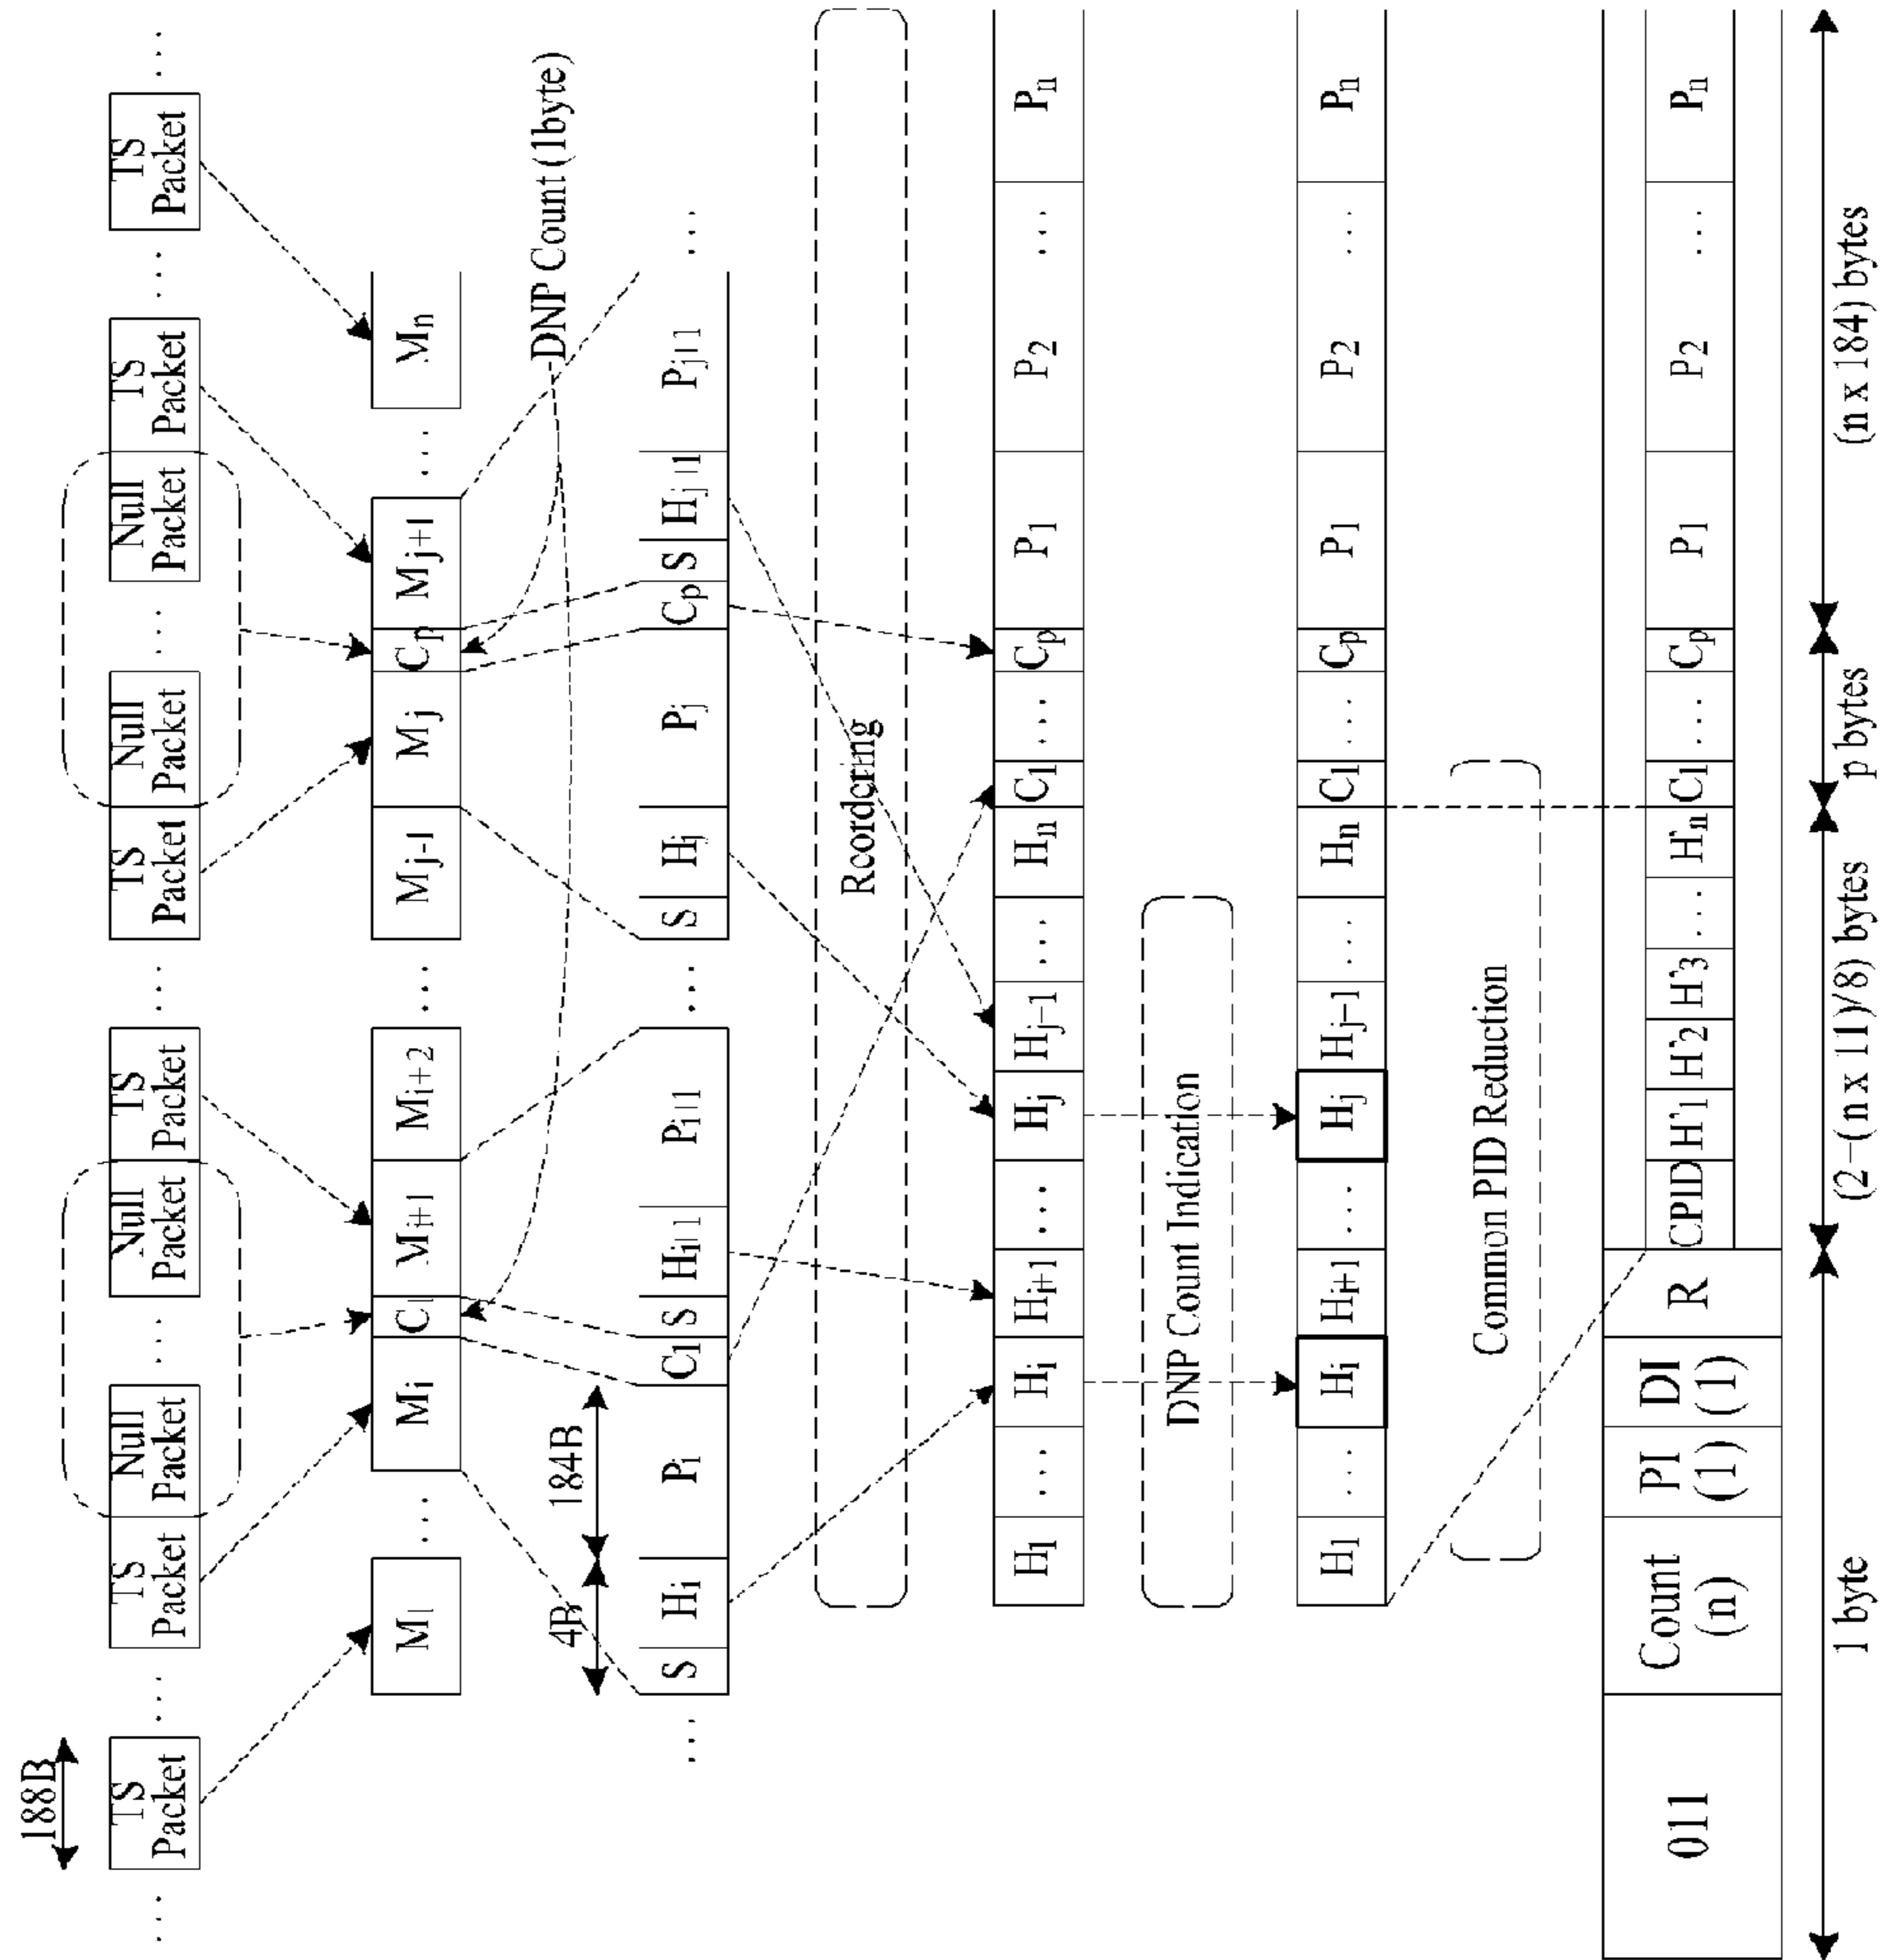 188B
... TS Packet ... TS Packet Null Packet ... Null Packet TS Packet ... TS Packet Null Packet ... Null Packet TS Packet ... TS Packet ...
M1 ... Mi C1 Mi+1 Mi+2 ... Mj-1 Mj Cp Mj+1 ... Mn
DNP Count (1byte)
4B 184B
... S Hi Pi C1 S Hi+1 Pi+1 ... S Hj Pj Cp S Hj+1 Pj+1 ...
Reordering
H1 ... Hi Hi+1 ... Hj Hj−1 ... Hn C1 ... Cp P1 P2 ... Pn
DNP Count Indication
H1 ... Hi Hi+1 ... Hj Hj−1 ... Hn C1 ... Cp P1 P2 ... Pn
Common PID Reduction
011 Count (n) PI (1) DI (1) R CPID H'1 H'2 H'3 ... H'n C1 ... Cp P1 P2 ... Pn
1 byte (2−(n x 11)/8) bytes p bytes (n x 184) bytes